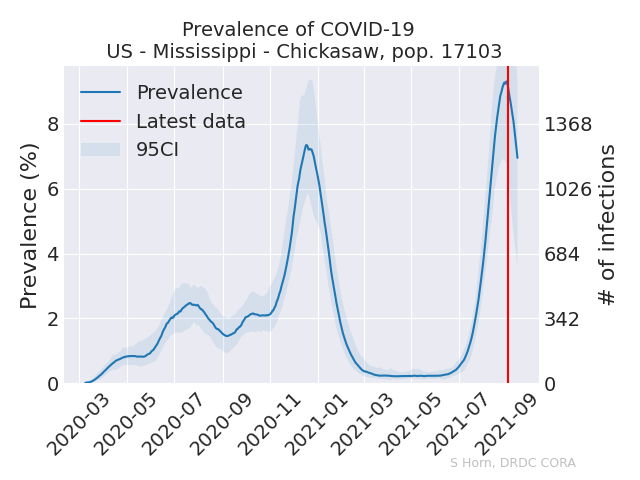 Prevalence of COVID-19
US - Mississippi - Chickasaw, pop. 17103
Prevalence
Latest data
95CI
Prevalence (%)
8
6
4
2
0
1368
1026
684
342
0
# of infections
2020-03
2020-05
2020-07
2020-09
2020-11
2021-01
2021-03
2021-05
2021-07
2021-09
S Horn, DRDC CORA